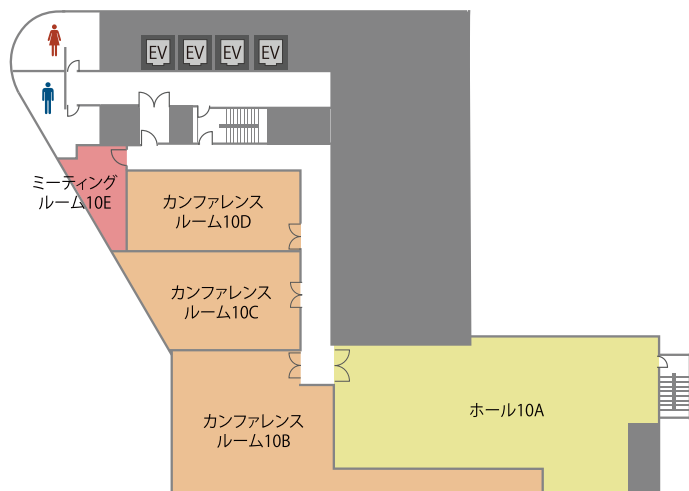 EV EV EV EV
ミーティング
ルーム10E
カンファレンス
ルーム10D
カンファレンス
ルーム10C
カンファレンス
ルーム10B
ホール10A